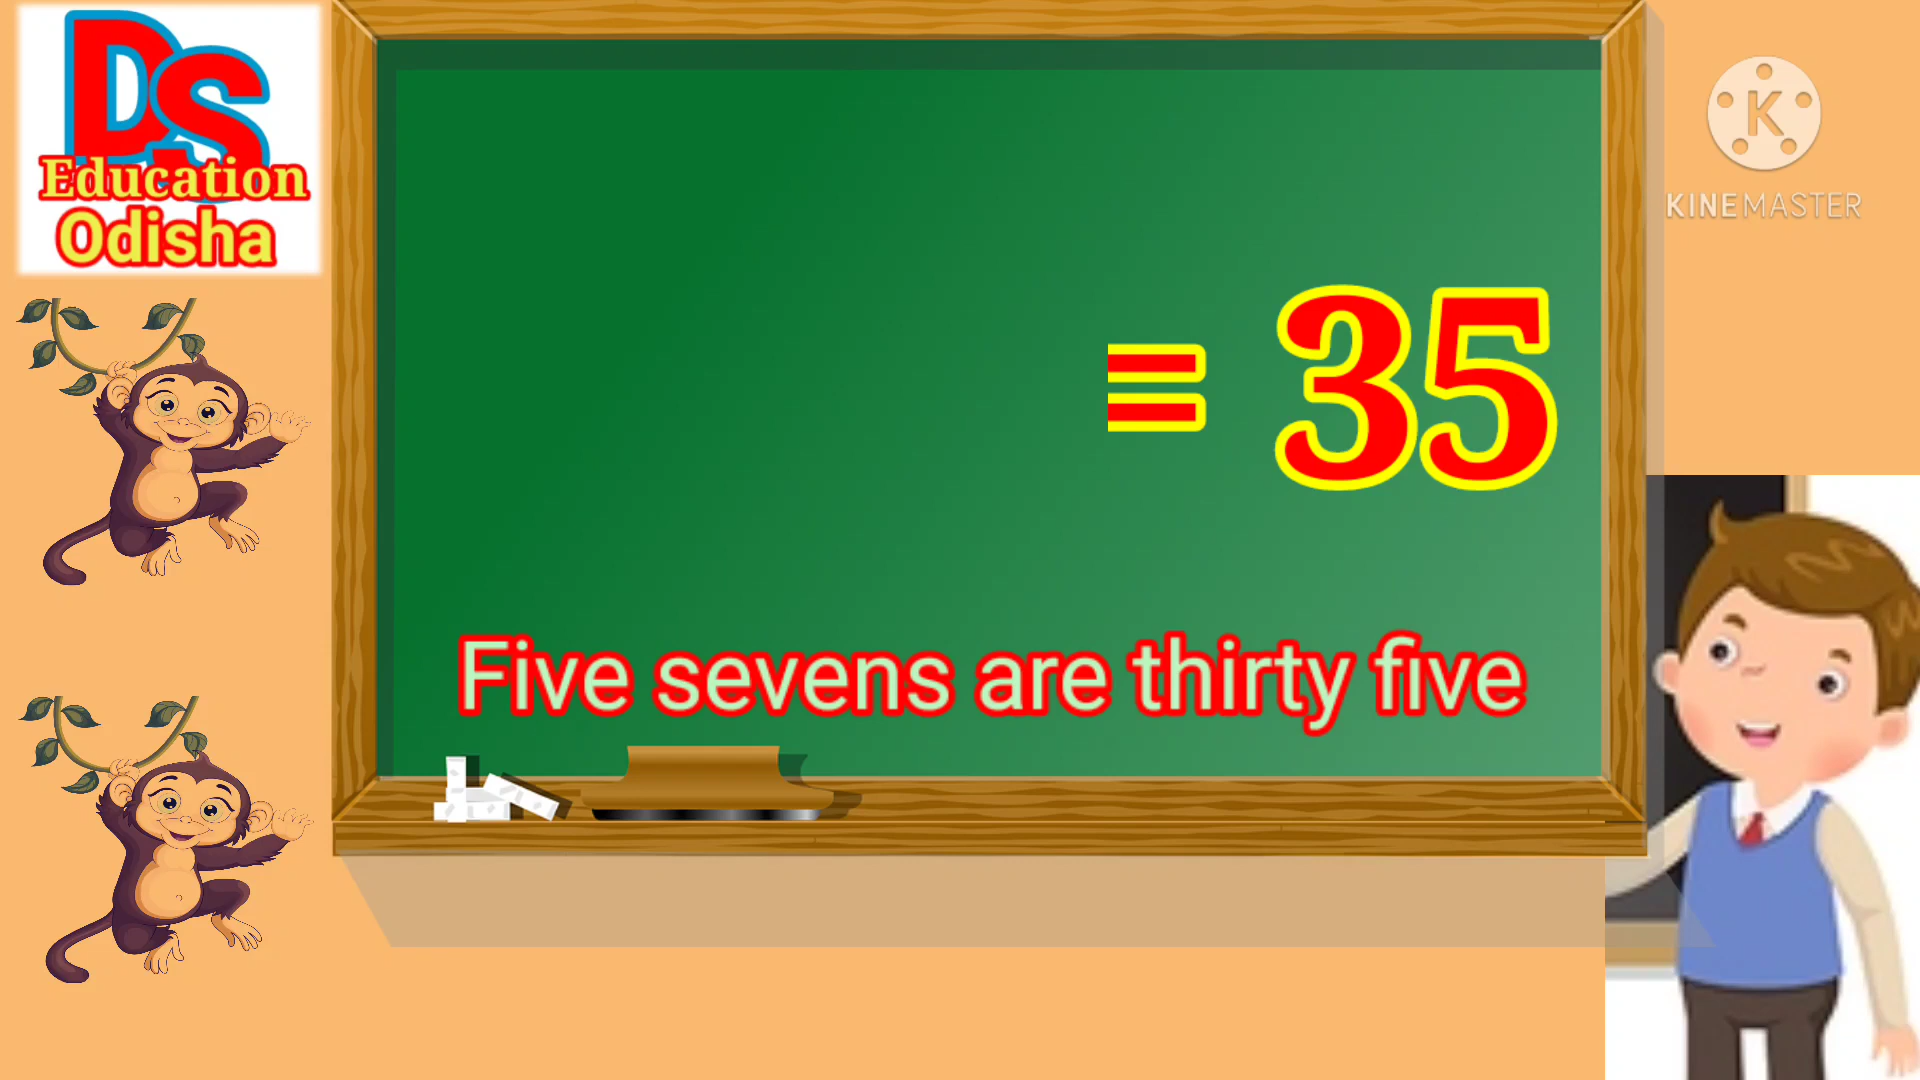 DS
Education
Odisha
K
KINEMASTER
= 35
Five sevens are thirty five